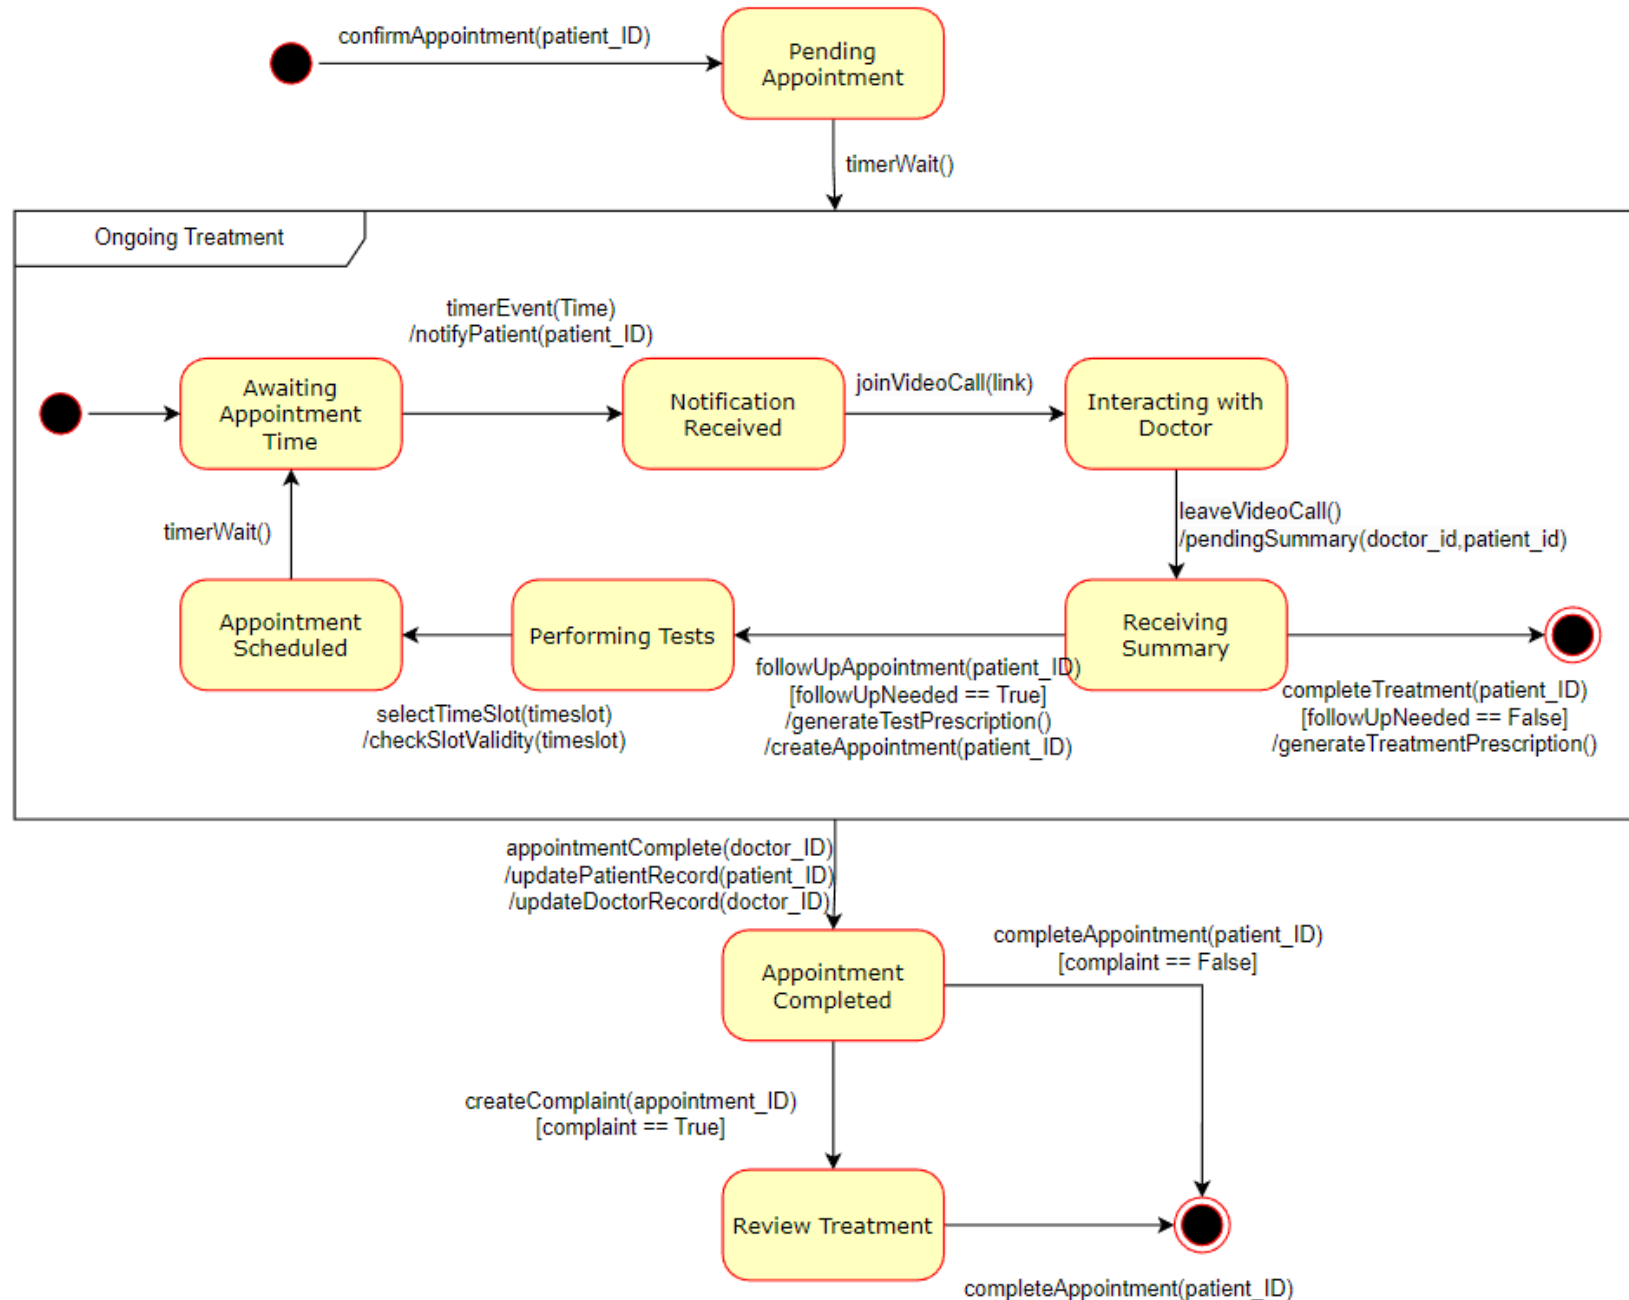 confirmAppointment(patient_ID)
Pending
Appointment
timerWait()
Ongoing Treatment
timerEvent(Time)
/notifyPatient(patient_ID)
Awaiting
Appointment
Time
Notification
Received
joinVideoCall(link)
Interacting with
Doctor
leaveVideoCall()
/pendingSummary(doctor_id,patient_id)
timerWait()
Appointment
Scheduled
Performing Tests
Receiving
Summary
selectTimeSlot(timeslot)
/checkSlotValidity(timeslot)
followUpAppointment(patient_ID)
[followUpNeeded == True]
/generateTestPrescription()
/createAppointment(patient_ID)
completeTreatment(patient_ID)
[followUpNeeded == False]
/generateTreatmentPrescription()
appointmentComplete(doctor_ID)
/updatePatientRecord(patient_ID)
/updateDoctorRecord(doctor_ID)
Appointment
Completed
completeAppointment(patient_ID)
[complaint == False]
createComplaint(appointment_ID)
[complaint == True]
Review Treatment
completeAppointment(patient_ID)